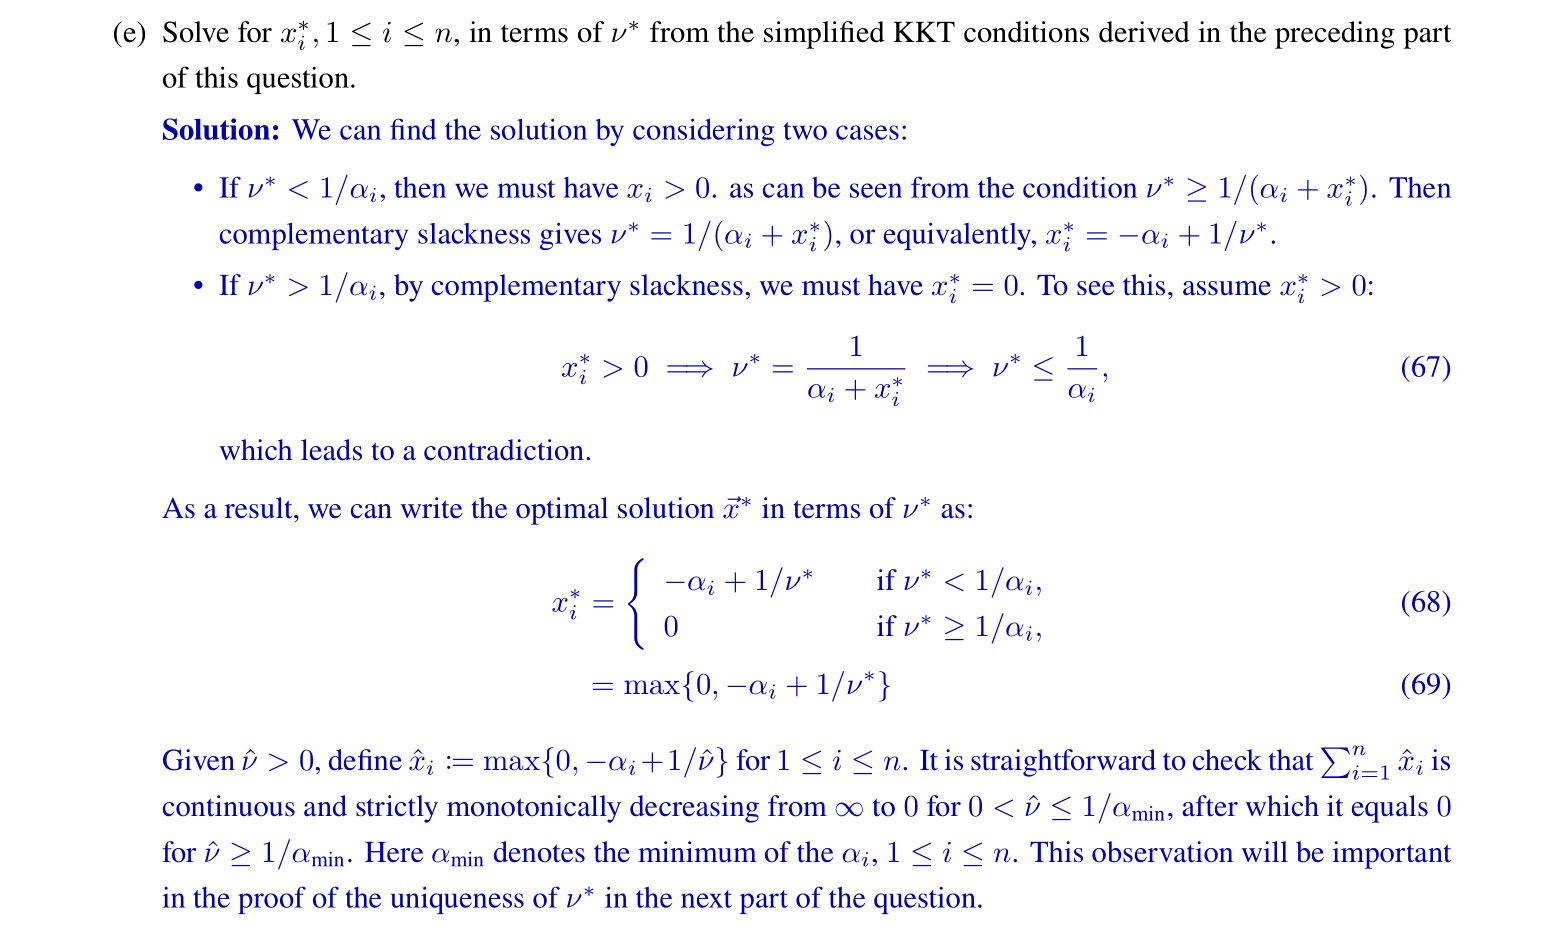 (e) Solve for $x_i^*, 1 \leq i \leq n$, in terms of $\nu^*$ from the simplified KKT conditions derived in the preceding part
of this question.
Solution: We can find the solution by considering two cases:
• If $\nu^* < 1/\alpha_i$, then we must have $x_i > 0$. as can be seen from the condition $\nu^* \geq 1/(\alpha_i + x_i^*)$. Then
complementary slackness gives $\nu^* = 1/(\alpha_i + x_i^*)$, or equivalently, $x_i^* = -\alpha_i + 1/\nu^*$.
• If $\nu^* > 1/\alpha_i$, by complementary slackness, we must have $x_i^* = 0$. To see this, assume $x_i^* > 0$:
$x_i^* > 0 \implies \nu^* = \frac{1}{\alpha_i + x_i^*} \implies \nu^* \leq \frac{1}{\alpha_i},$ (67)
which leads to a contradiction.
As a result, we can write the optimal solution $\vec{x}^*$ in terms of $\nu^*$ as:
$x_i^* = \begin{cases} -\alpha_i + 1/\nu^* & \text{if } \nu^* < 1/\alpha_i, \\ 0 & \text{if } \nu^* \geq 1/\alpha_i, \end{cases}$ (68)
$= \max\{0, -\alpha_i + 1/\nu^*\}$ (69)
Given $\hat{\nu} > 0$, define $\hat{x}_i := \max\{0, -\alpha_i + 1/\hat{\nu}\}$ for $1 \leq i \leq n$. It is straightforward to check that $\sum_{i=1}^n \hat{x}_i$ is
continuous and strictly monotonically decreasing from $\infty$ to $0$ for $0 < \hat{\nu} \leq 1/\alpha_{\text{min}}$, after which it equals $0$
for $\hat{\nu} \geq 1/\alpha_{\text{min}}$. Here $\alpha_{\text{min}}$ denotes the minimum of the $\alpha_i, 1 \leq i \leq n$. This observation will be important
in the proof of the uniqueness of $\nu^*$ in the next part of the question.